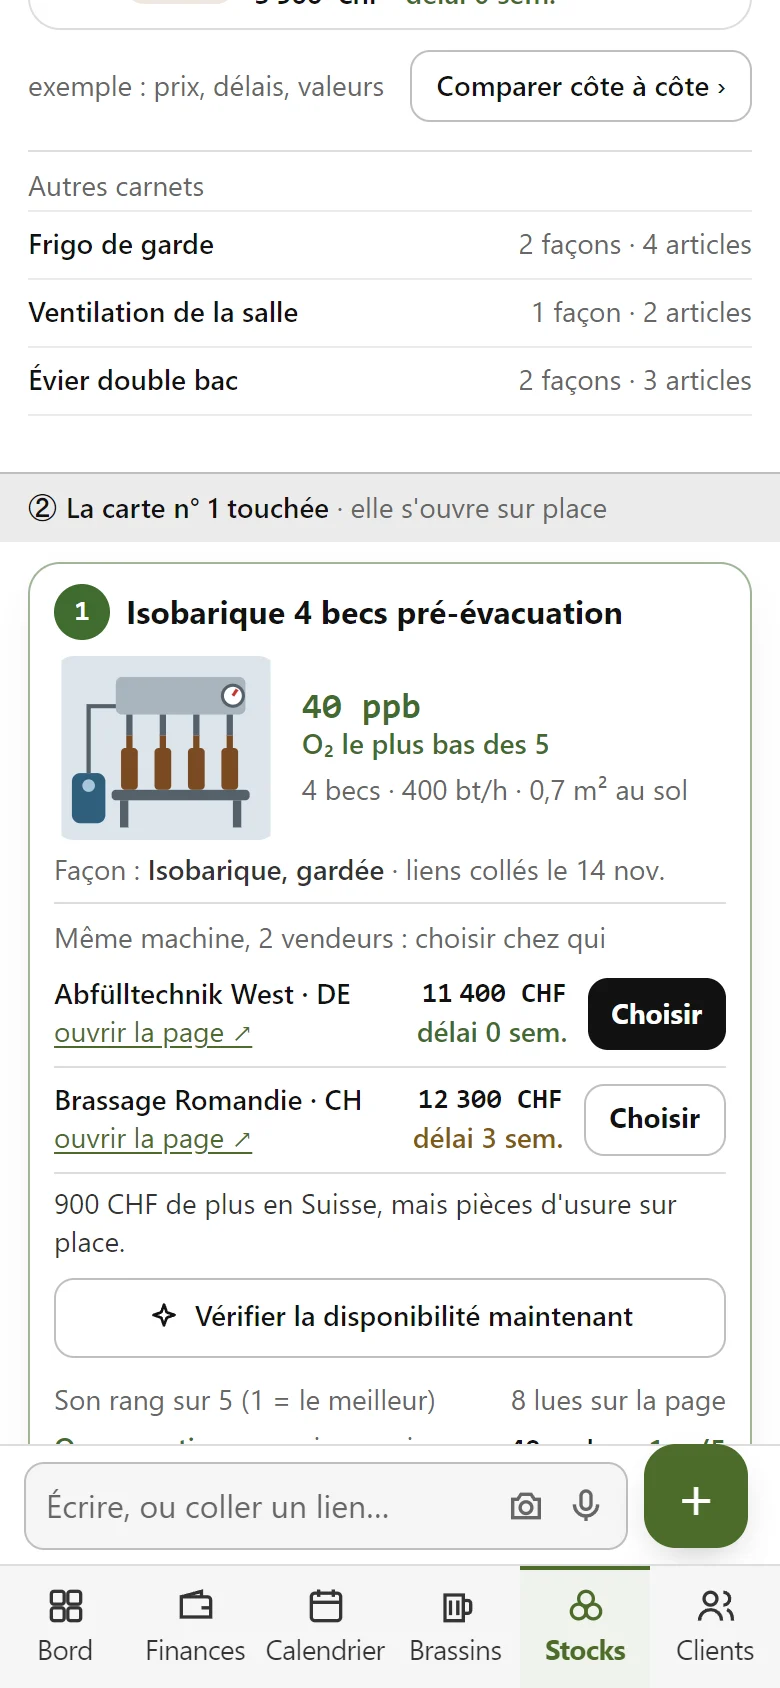 exemple : prix, délais, valeurs
Comparer côte à côte ›
Autres carnets
Frigo de garde 2 façons · 4 articles
Ventilation de la salle 1 façon · 2 articles
Évier double bac 2 façons · 3 articles
② La carte n° 1 touchée · elle s'ouvre sur place
1 Isobarique 4 becs pré-évacuation
40 ppb
O₂ le plus bas des 5
4 becs · 400 bt/h · 0,7 m² au sol
Façon : Isobarique, gardée · liens collés le 14 nov.
Même machine, 2 vendeurs : choisir chez qui
Abfülltechnik West · DE 11 400 CHF Choisir
ouvrir la page ↗ délai 0 sem.
Brassage Romandie · CH 12 300 CHF Choisir
ouvrir la page ↗ délai 3 sem.
900 CHF de plus en Suisse, mais pièces d'usure sur
place.
Vérifier la disponibilité maintenant
Son rang sur 5 (1 = le meilleur) 8 lues sur la page
Écrire, ou coller un lien...
+
Bord Finances Calendrier Brassins Stocks Clients